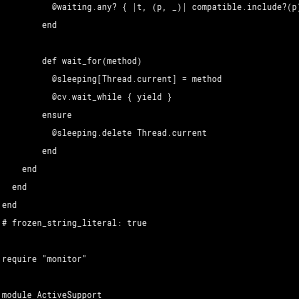 @waiting.any? { |t, (p, _)| compatible.include?(p)
end
def wait_for(method)
@sleeping[Thread.current] = method
@cv.wait_while { yield }
ensure
@sleeping.delete Thread.current
end
end
end
end
# frozen_string_literal: true
require "monitor"
module ActiveSupport